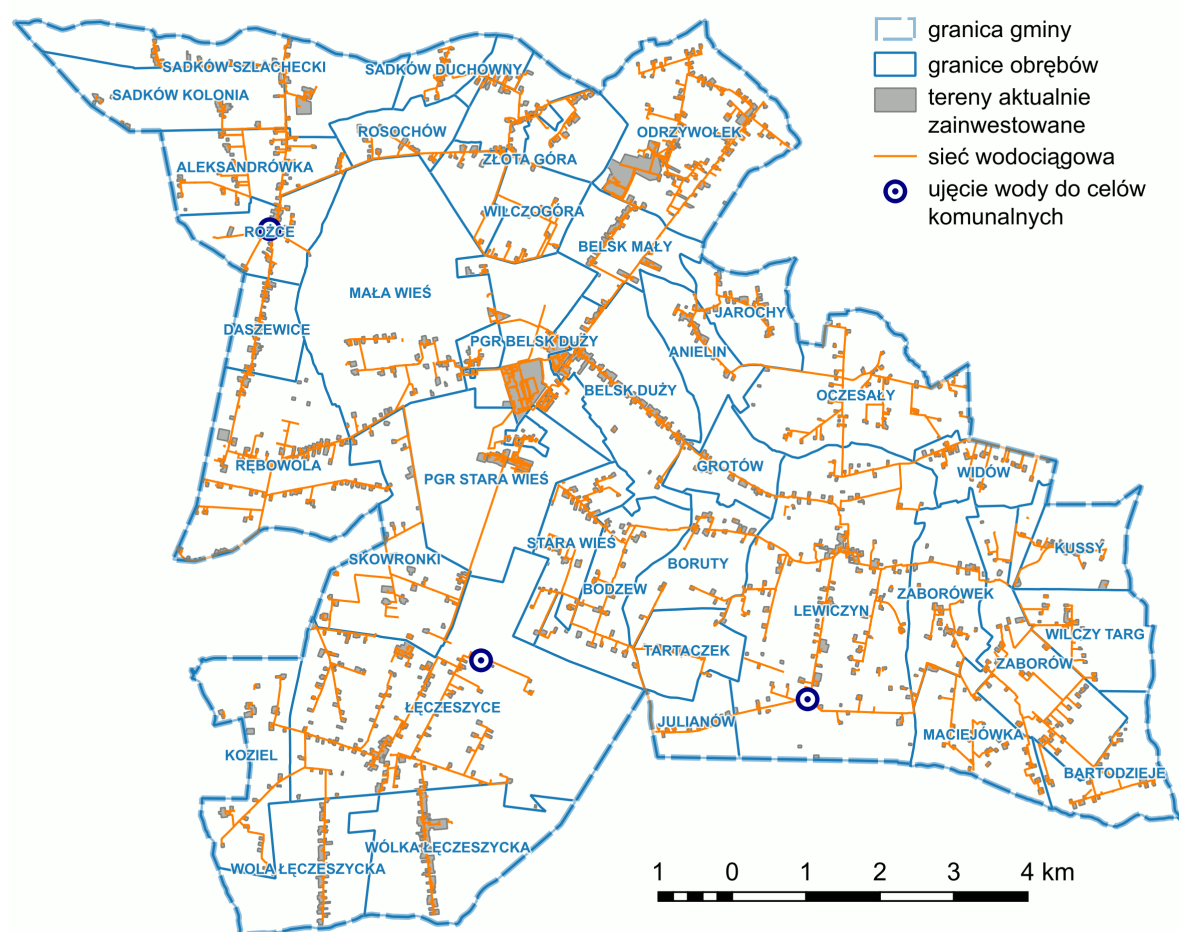 granica gminy
granice obrębów
tereny aktualnie
zainwestowane
sieć wodociągowa
ujęcie wody do celów
komunalnych
SADKÓW SZLACHECKI
SADKÓW DUCHOWNY
SADKÓW KOLONIA
ROSOCHÓW
ODRZYWOŁEK
ALEKSANDRÓWKA
ZŁOTA GÓRA
WILCZOGÓRA
ROŻCE
BELSK MAŁY
MAŁA WIEŚ
JAROCHY
DASZEWICE
PGR BELSK DUŻY
ANIELIN
BELSK DUŻY
OCZESAŁY
RĘBOWOLA
GROTÓW
WIDÓW
PGR STARA WIEŚ
STARA WIEŚ
KUSSY
SKOWRONKI
BORUTY
BODZEW
ZABORÓWEK
LEWICZYN
WILCZY TARG
TARTACZEK
ZABORÓW
ŁĘCZESZYCE
JULIANÓW
MACIEJÓWKA
KOZIEL
BARTODZIEJE
WÓLKA ŁĘCZESZYCKA
WOLA ŁĘCZESZYCKA
1 0 1 2 3 4 km